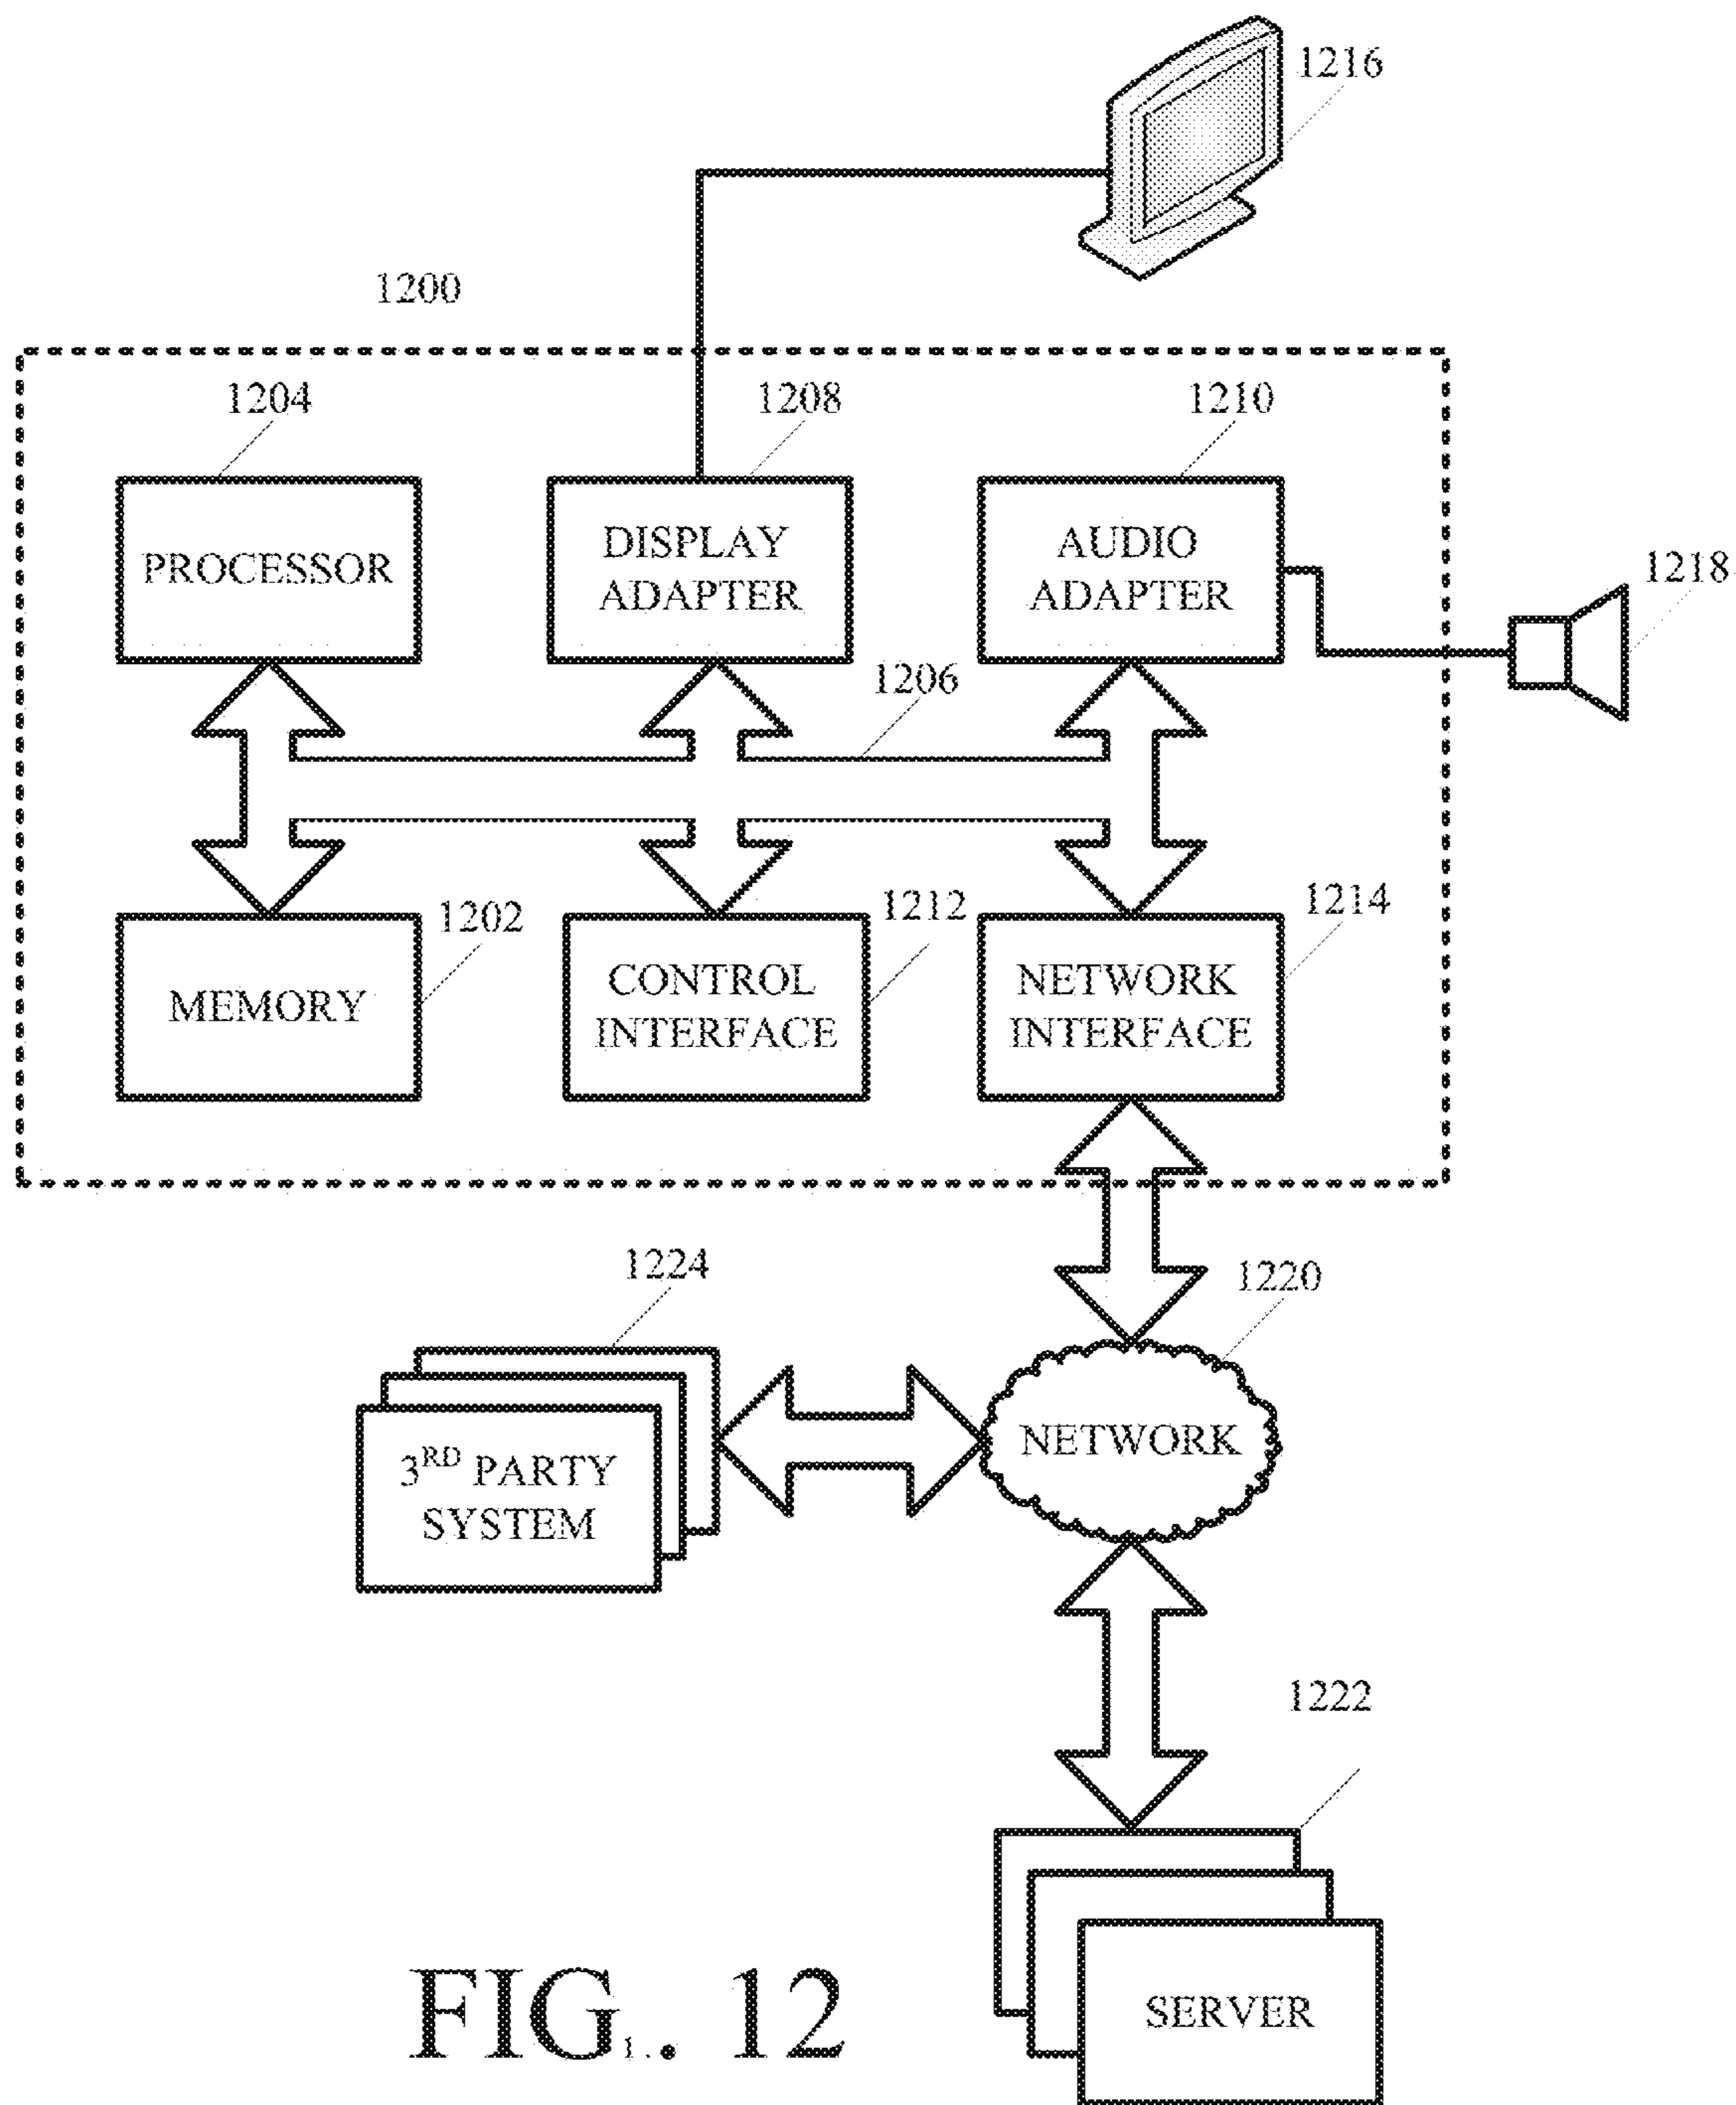 1216
1200
1204
1208
1210
PROCESSOR
DISPLAY
ADAPTER
AUDIO
ADAPTER
1218
1206
1202
1212
1214
MEMORY
CONTROL
INTERFACE
NETWORK
INTERFACE
1224
1220
3RD PARTY
SYSTEM
NETWORK
1222
SERVER
FIG. 12